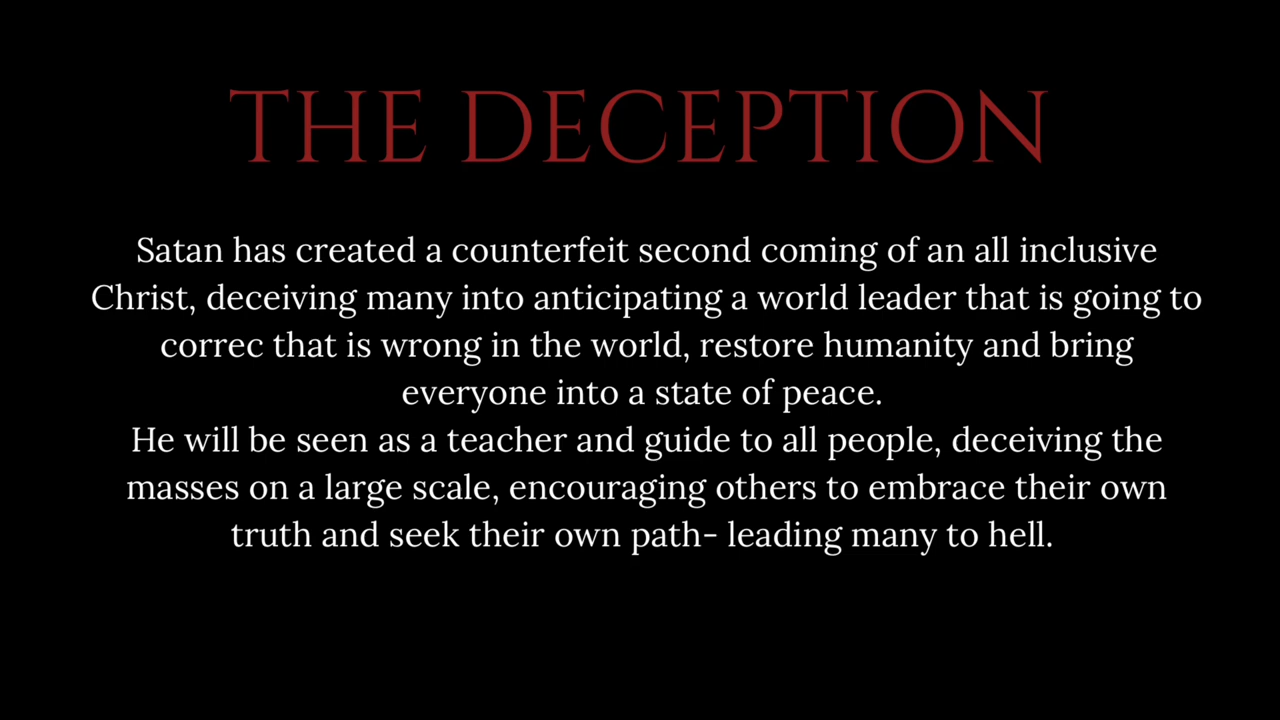 THE DECEPTION
Satan has created a counterfeit second coming of an all inclusive
Christ, deceiving many into anticipating a world leader that is going to
correc that is wrong in the world, restore humanity and bring
everyone into a state of peace.
He will be seen as a teacher and guide to all people, deceiving the
masses on a large scale, encouraging others to embrace their own
truth and seek their own path- leading many to hell.